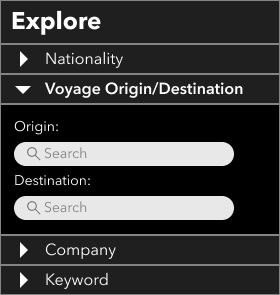 Explore
Nationality
Voyage Origin/Destination
Origin:
Search
Destination:
Search
Company
Keyword